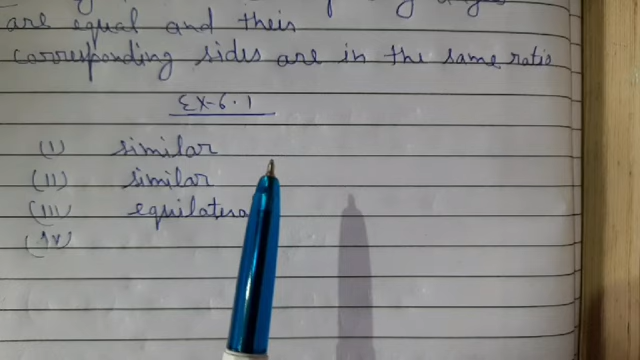 are equal and their
corresponding sides are in the same ratio
Ex-6.1
(i) similar
(ii) similar
(iii)
(iv)